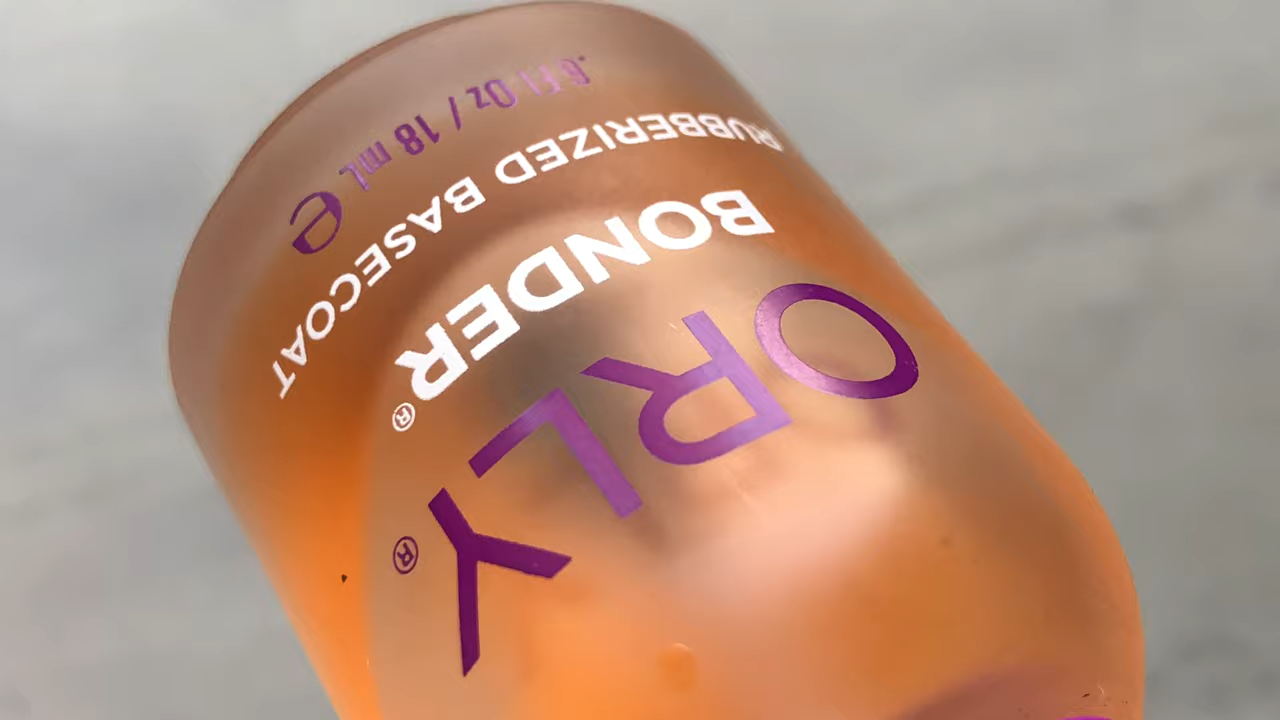 ORLY®
BONDER®
RUBBERIZED BASECOAT
.6 Fl Oz / 18 mL ℮